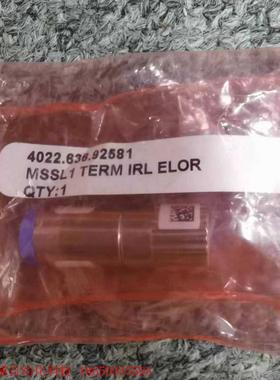 4022.636.92581
MSSL1 TERM IRL ELOR
QTY:1